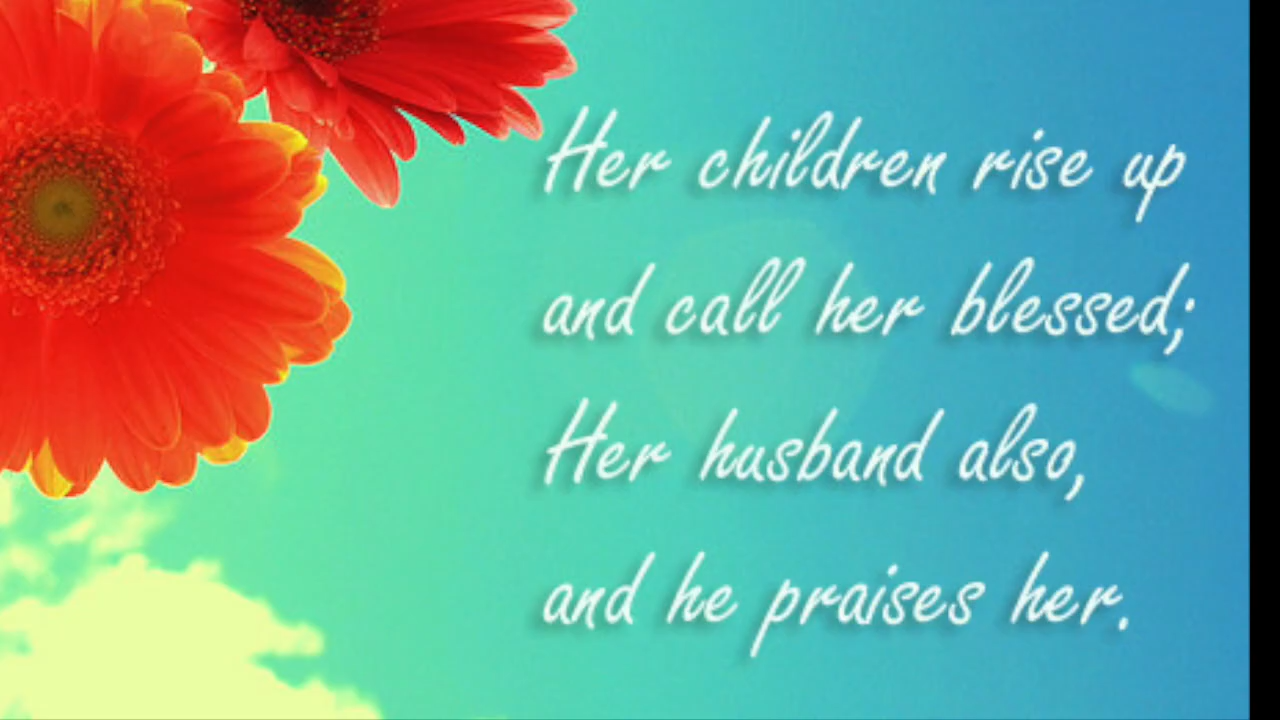 Her children rise up
and call her blessed;
Her husband also,
and he praises her.